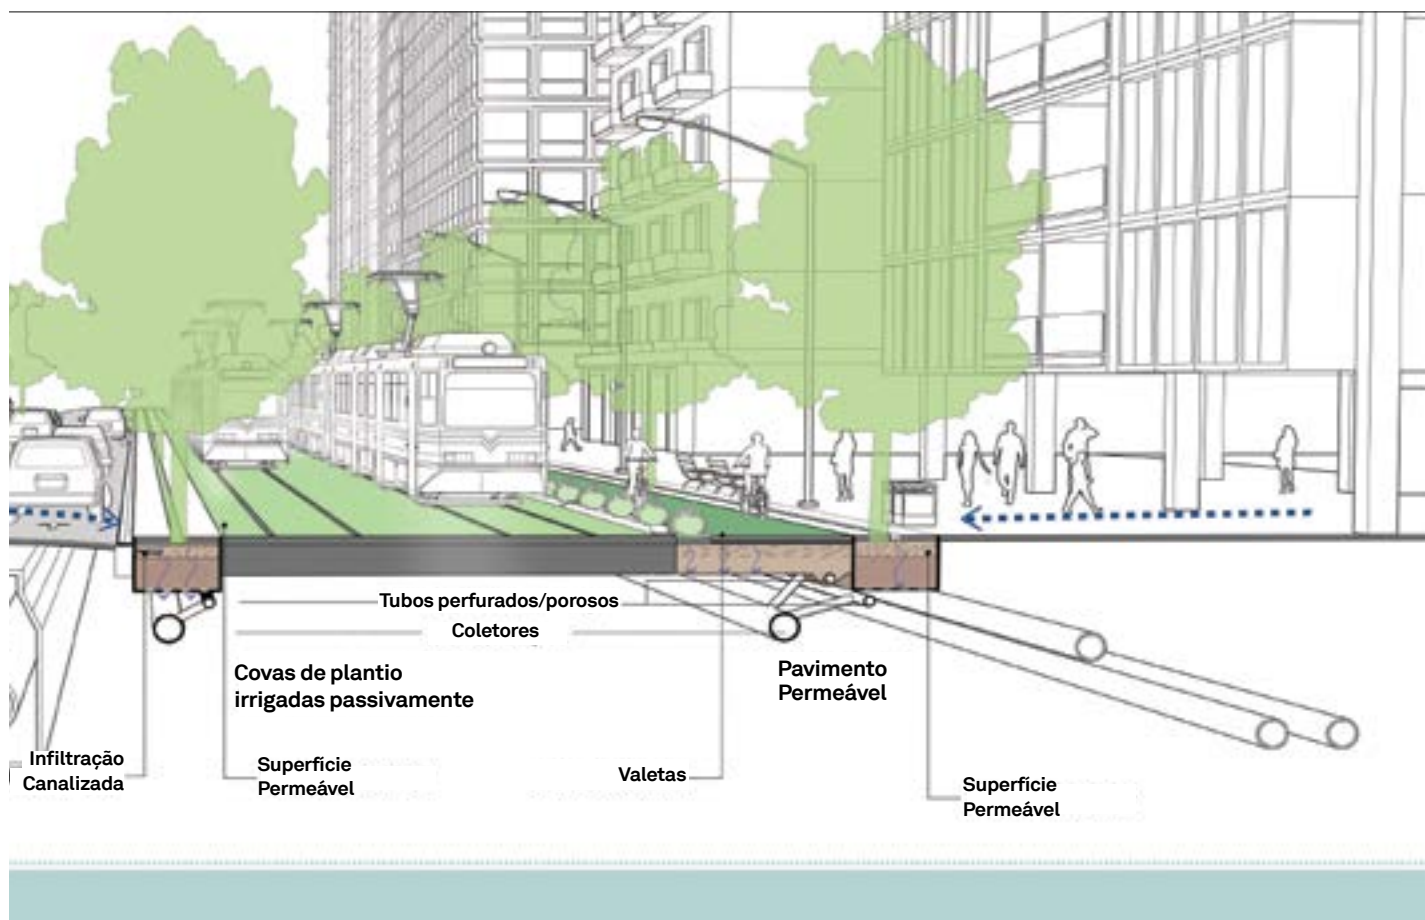 Tubos perfurados/porosos
Coletores
Covas de plantio
irrigadas passivamente
Pavimento
Permeável
Infiltração
Canalizada
Superfície
Permeável
Valetas
Superfície
Permeável